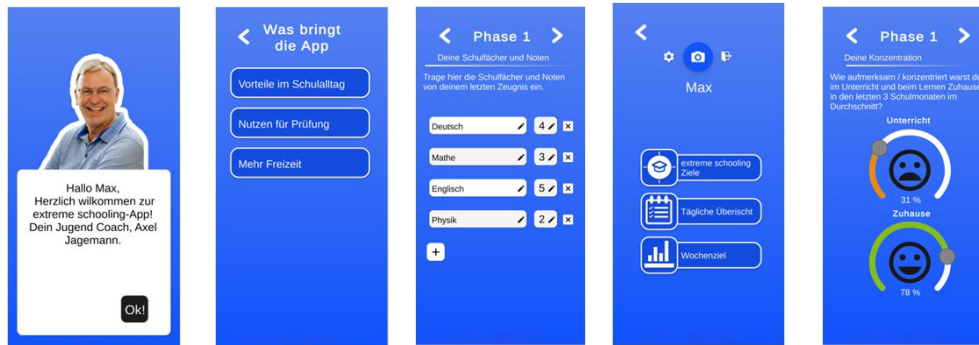 Hallo Max,
Herzlich wilkommen zur
extreme schooling-App!
Dein Jugend Coach, Axel
Jagemann.
Ok!
Was bringt
die App
Vorteile im Schulalltag
Nutzen für Prüfung
Mehr Freizeit
Phase 1
Deine Schulfächer und Noten
Trage hier die Schulfächer und Noten
von deinem letzten Zeugnis ein.
Deutsch 4
Mathe 3
Englisch 5
Physik 2
+
Max
extreme schooling
Ziele
Tägliche Überischt
Wochenziel
Phase 1
Deine Konzentration
Wie aufmerksam / konzentriert warst du
im Unterricht und beim Lernen Zuhause
in den letzten 3 Schulmonaten im
Durchschnitt?
Unterricht
31 %
Zuhause
78 %